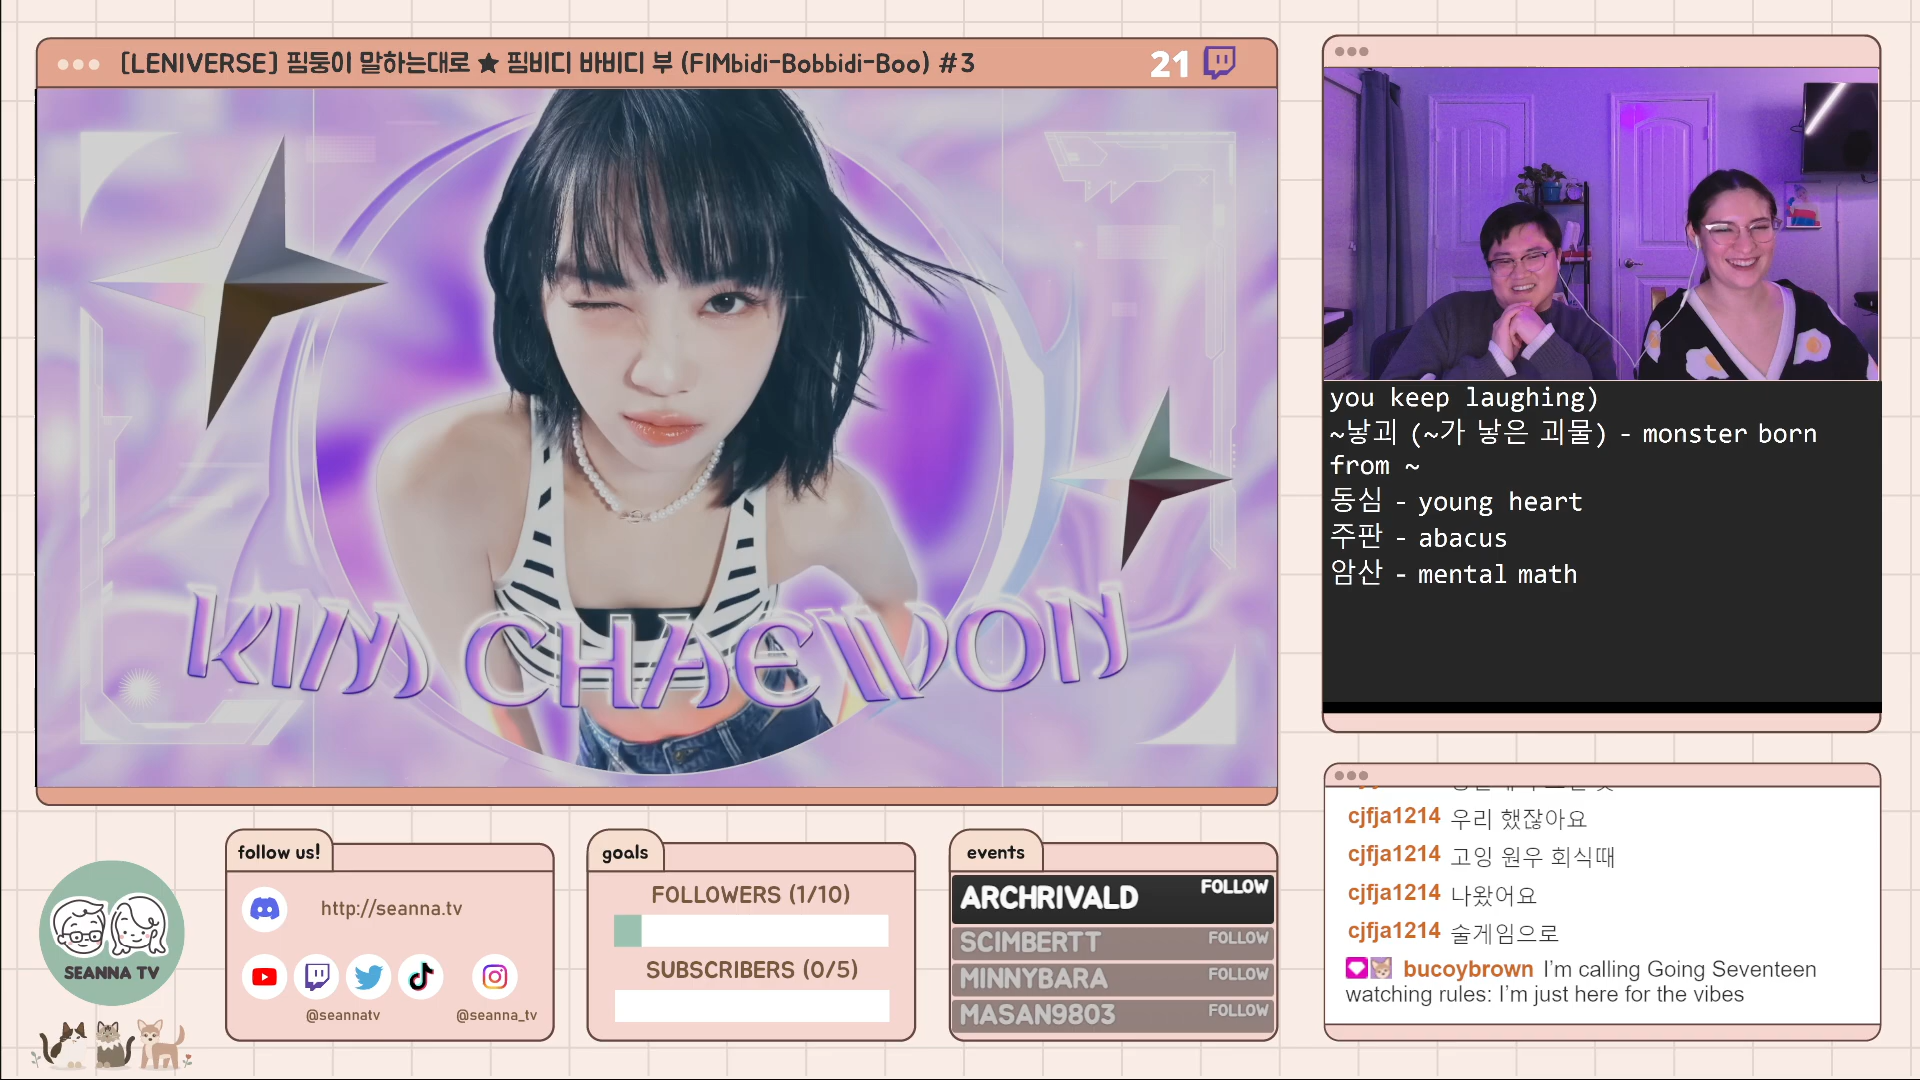 [LENIVERSE] 핌둥이 말하는대로 ★ 핌비디 바비디 부 (FIMbidi-Bobbidi-Boo) #3
21
KIM CHAEWON
you keep laughing)
~낳괴 (~가 낳은 괴물) - monster born
from ~
동심 - young heart
주판 - abacus
암산 - mental math
cjfja1214 우리 했잖아요
cjfja1214 고잉 원우 회식때
cjfja1214 나왔어요
cjfja1214 술게임으로
bucoybrown I'm calling Going Seventeen
watching rules: I'm just here for the vibes
SEANNA TV
follow us!
http://seanna.tv
@seannatv
@seanna_tv
goals
FOLLOWERS (1/10)
SUBSCRIBERS (0/5)
events
ARCHRIVALD FOLLOW
SCIMBERTT FOLLOW
MINNYBARA FOLLOW
MASAN9803 FOLLOW